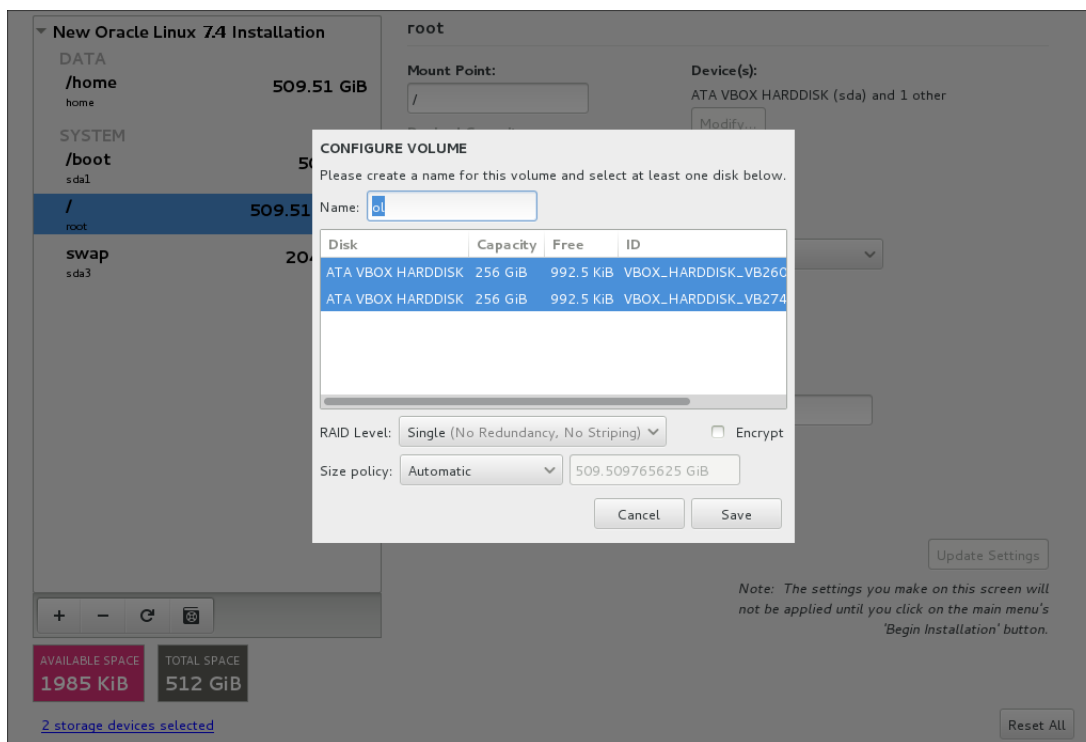 New Oracle Linux 7.4 Installation
DATA
/home 509.51 GiB
home
SYSTEM
/boot 50
sda1
/ 509.51
root
swap 204
sda3
root
Mount Point: Device(s):
/ ATA VBOX HARDDISK (sda) and 1 other
Modify...
CONFIGURE VOLUME
Please create a name for this volume and select at least one disk below.
Name: ol
Disk Capacity Free ID
ATA VBOX HARDDISK 256 GiB 992.5 KiB VBOX_HARDDISK_VB260
ATA VBOX HARDDISK 256 GiB 992.5 KiB VBOX_HARDDISK_VB274
RAID Level: Single (No Redundancy, No Striping) Encrypt
Size policy: Automatic 509.509765625 GiB
Cancel Save
Update Settings
Note: The settings you make on this screen will
not be applied until you click on the main menu's
'Begin Installation' button.
AVAILABLE SPACE TOTAL SPACE
1985 KiB 512 GiB
2 storage devices selected
Reset All